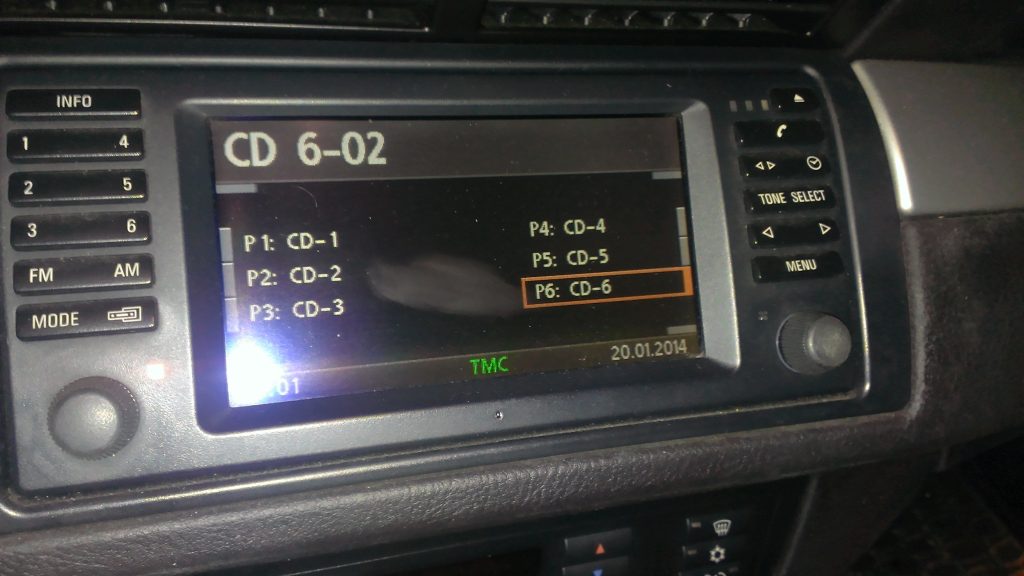 INFO
1 4
2 5
3 6
FM AM
MODE
CD 6-02
P1: CD-1
P2: CD-2
P3: CD-3
P4: CD-4
P5: CD-5
P6: CD-6
01
TMC
20.01.2014
TONE SELECT
MENU